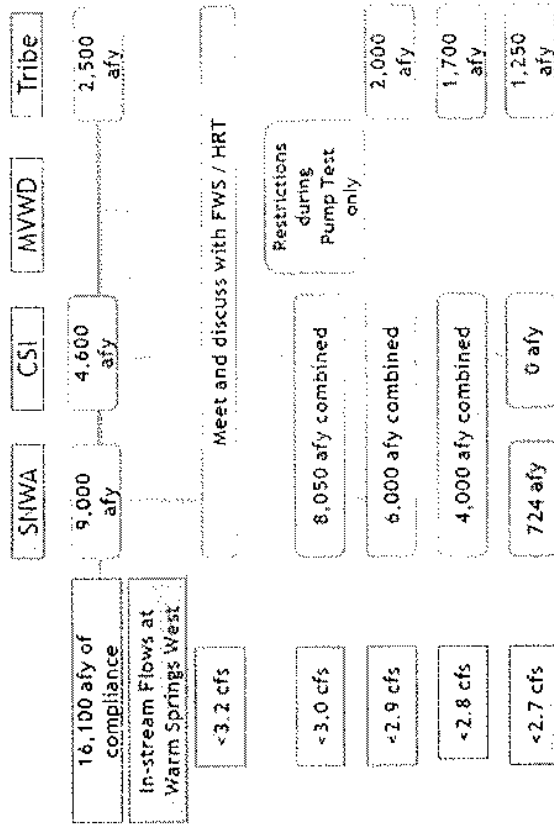 SNWA
CSI
MVWD
Tribe
16,100 afy of
compliance
9,000
afy
4,600
afy
2,500
afy
In-stream Flows at
Warm Springs West
<3.2 cfs
Meet and discuss with FWS / HRT
<3.0 cfs
8,050 afy combined
Restrictions
during
Pump Test
only
<2.9 cfs
6,000 afy combined
2,000
afy
<2.8 cfs
4,000 afy combined
1,700
afy
<2.7 cfs
724 afy
0 afy
1,250
afy